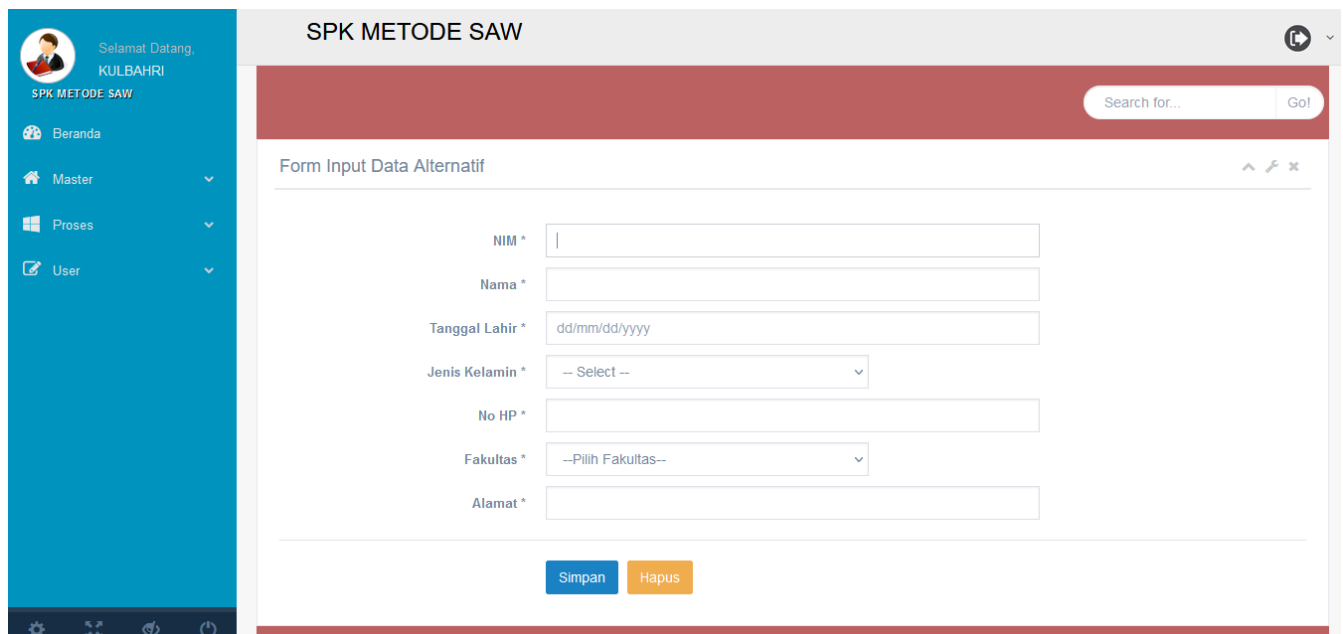 Selamat Datang,
KULBAHRI
SPK METODE SAW
Beranda
Master
Proses
User
SPK METODE SAW
Search for...
Go!
Form Input Data Alternatif
NIM *
Nama *
Tanggal Lahir * dd/mm/dd/yyyy
Jenis Kelamin * -- Select --
No HP *
Fakultas * --Pilih Fakultas--
Alamat *
Simpan Hapus